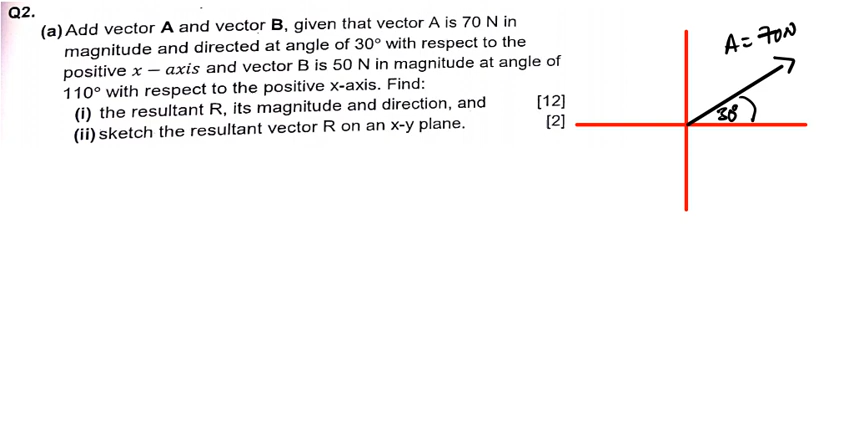 Q2.
(a) Add vector A and vector B, given that vector A is 70 N in
magnitude and directed at angle of 30° with respect to the
positive x – axis and vector B is 50 N in magnitude at angle of
110° with respect to the positive x-axis. Find:
(i) the resultant R, its magnitude and direction, and [12]
(ii) sketch the resultant vector R on an x-y plane. [2]
A = 70N
30°